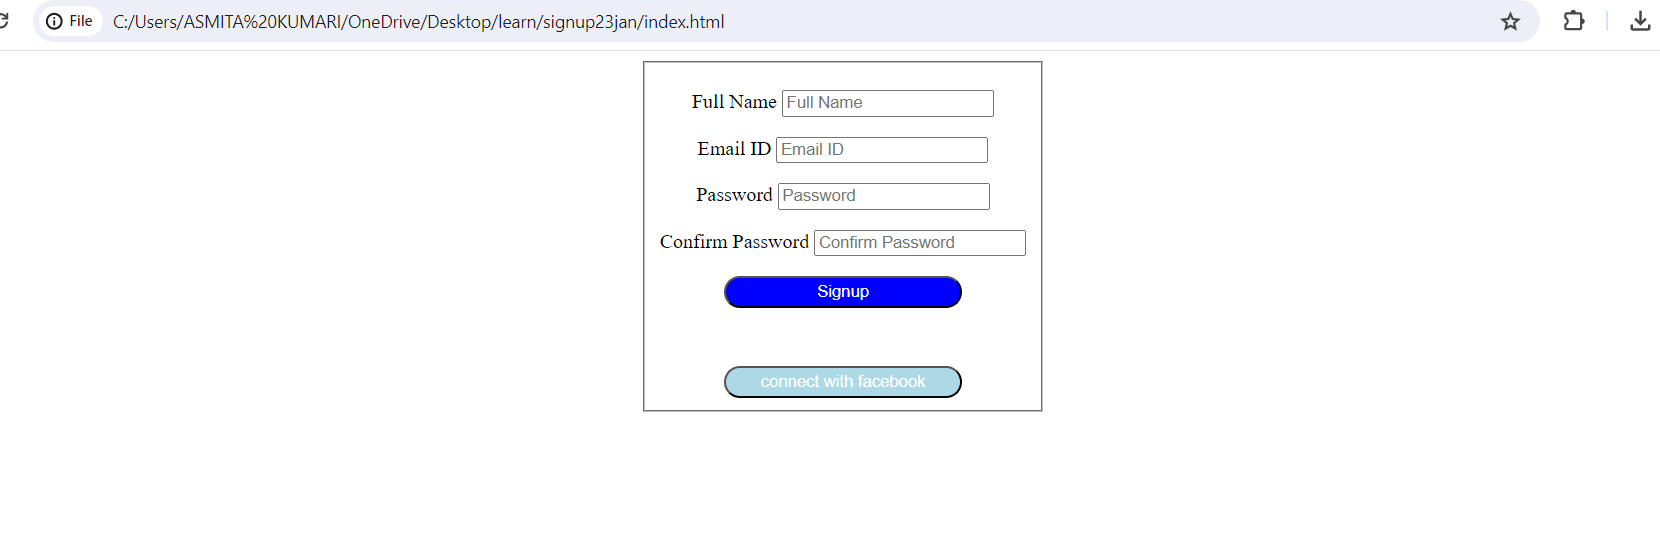 File C:/Users/ASMITA%20KUMARI/OneDrive/Desktop/learn/signup23jan/index.html
Full Name Full Name
Email ID Email ID
Password Password
Confirm Password Confirm Password
Signup
connect with facebook